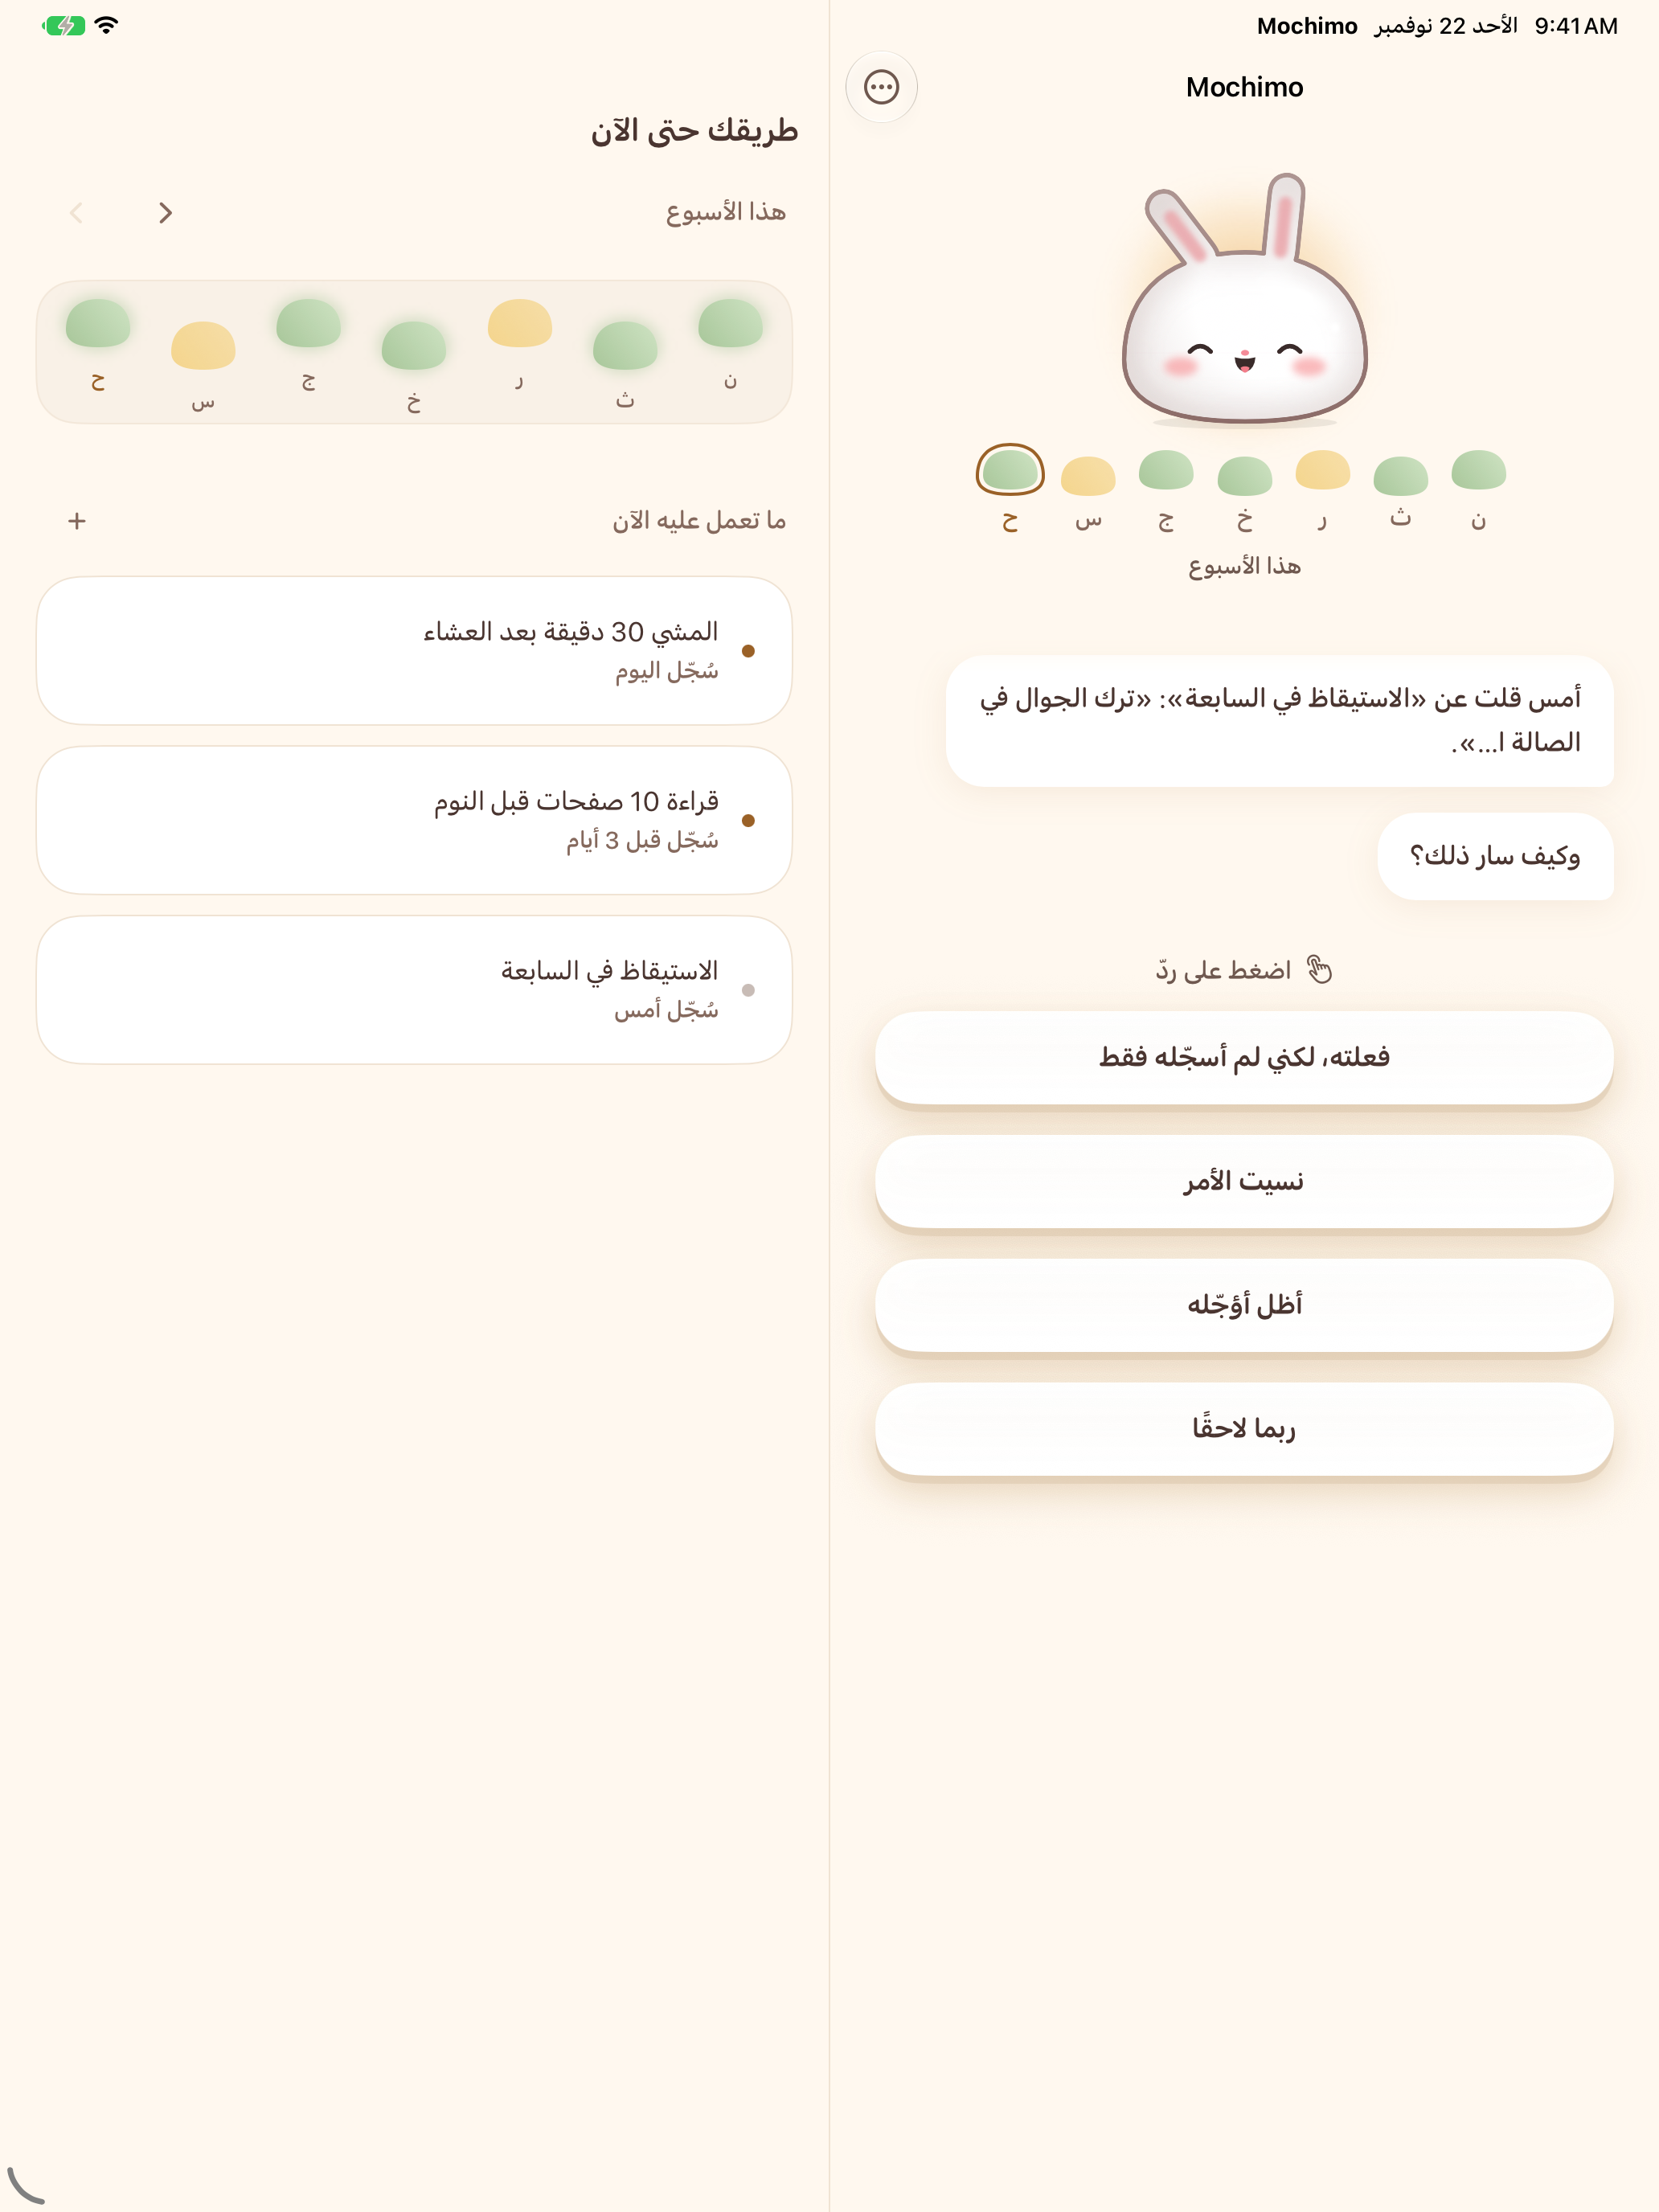 9:41 AM الأحد 22 نوفمبر Mochimo
Mochimo
ن ث ر خ ج س ح
هذا الأسبوع
أمس قلت عن «الاستيقاظ في السابعة»: «ترك الجوال في
الصالة ا...».
وكيف سار ذلك؟
اضغط على ردّ
فعلته، لكني لم أسجّله فقط
نسيت الأمر
أظل أؤجّله
ربما لاحقًا
طريقك حتى الآن
هذا الأسبوع
ن ث ر خ ج س ح
ما تعمل عليه الآن
المشي 30 دقيقة بعد العشاء
سُجّل اليوم
قراءة 10 صفحات قبل النوم
سُجّل قبل 3 أيام
الاستيقاظ في السابعة
سُجّل أمس